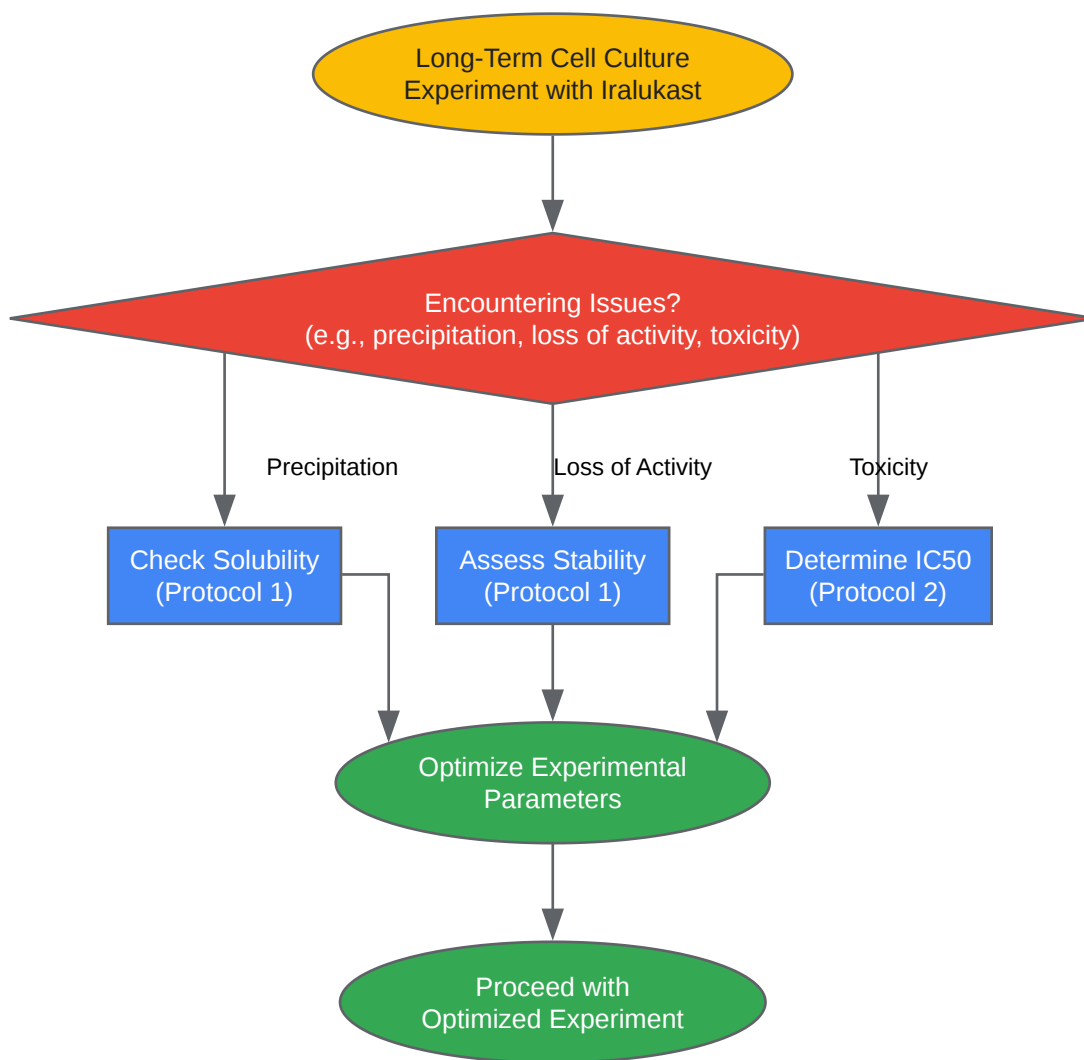 Long-Term Cell Culture
Experiment with Iralukast
Encountering Issues?
(e.g., precipitation, loss of activity, toxicity)
Precipitation
Loss of Activity
Toxicity
Check Solubility
(Protocol 1)
Assess Stability
(Protocol 1)
Determine IC50
(Protocol 2)
Optimize Experimental
Parameters
Proceed with
Optimized Experiment